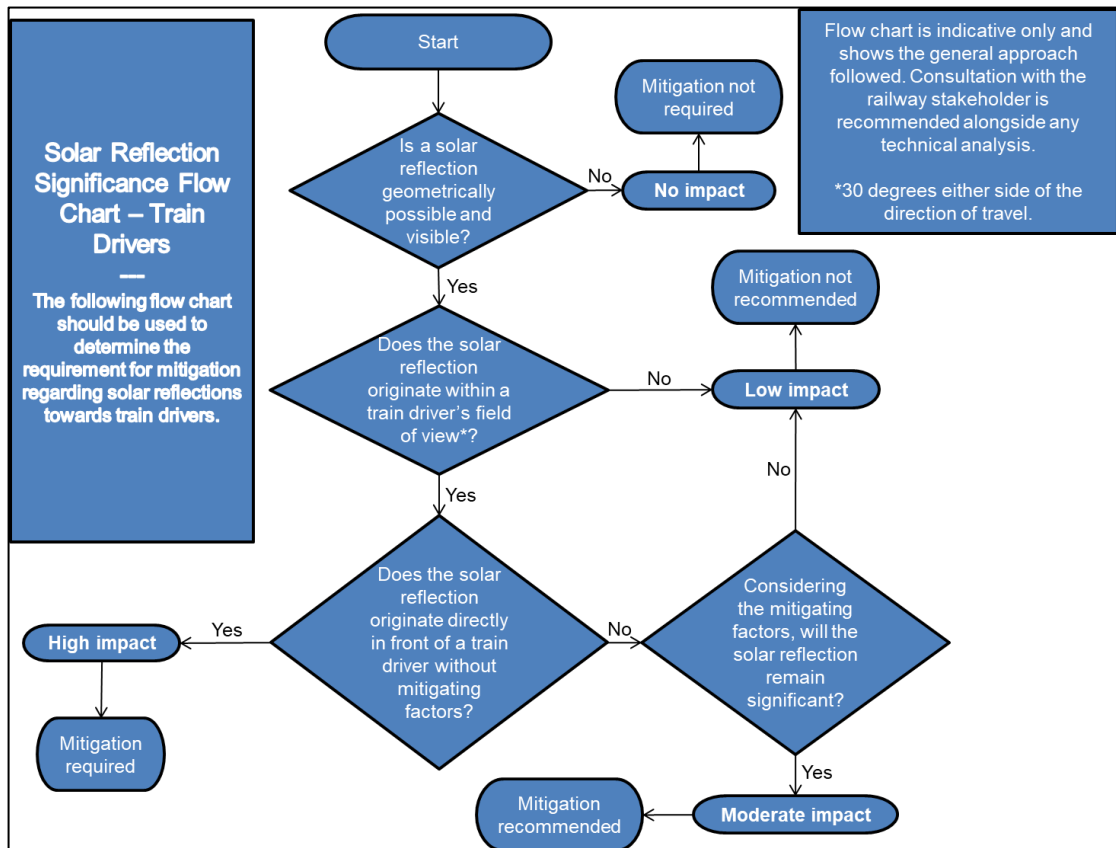 Solar Reflection
Significance Flow
Chart – Train
Drivers
---
The following flow chart
should be used to
determine the
requirement for mitigation
regarding solar reflections
towards train drivers.
Start
Flow chart is indicative only and
shows the general approach
followed. Consultation with the
railway stakeholder is
recommended alongside any
technical analysis.
*30 degrees either side of the
direction of travel.
Mitigation not
required
Is a solar
reflection
geometrically
possible and
visible?
No
No impact
Yes
Mitigation not
recommended
Does the solar
reflection
originate within a
train driver's field
of view*?
No
Low impact
No
Yes
Does the solar
reflection
originate directly
in front of a train
driver without
mitigating
factors?
Yes
High impact
Mitigation
required
No
Considering
the mitigating
factors, will the
solar reflection
remain
significant?
Yes
Moderate impact
Mitigation
recommended